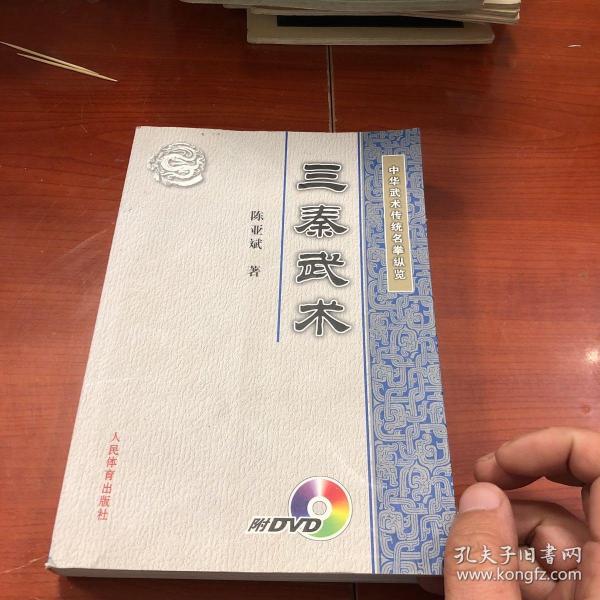 中华武术传统名拳纵览
三秦武术
陈亚斌 著
人民体育出版社
附DVD
孔夫子旧书网
www.kongfz.com